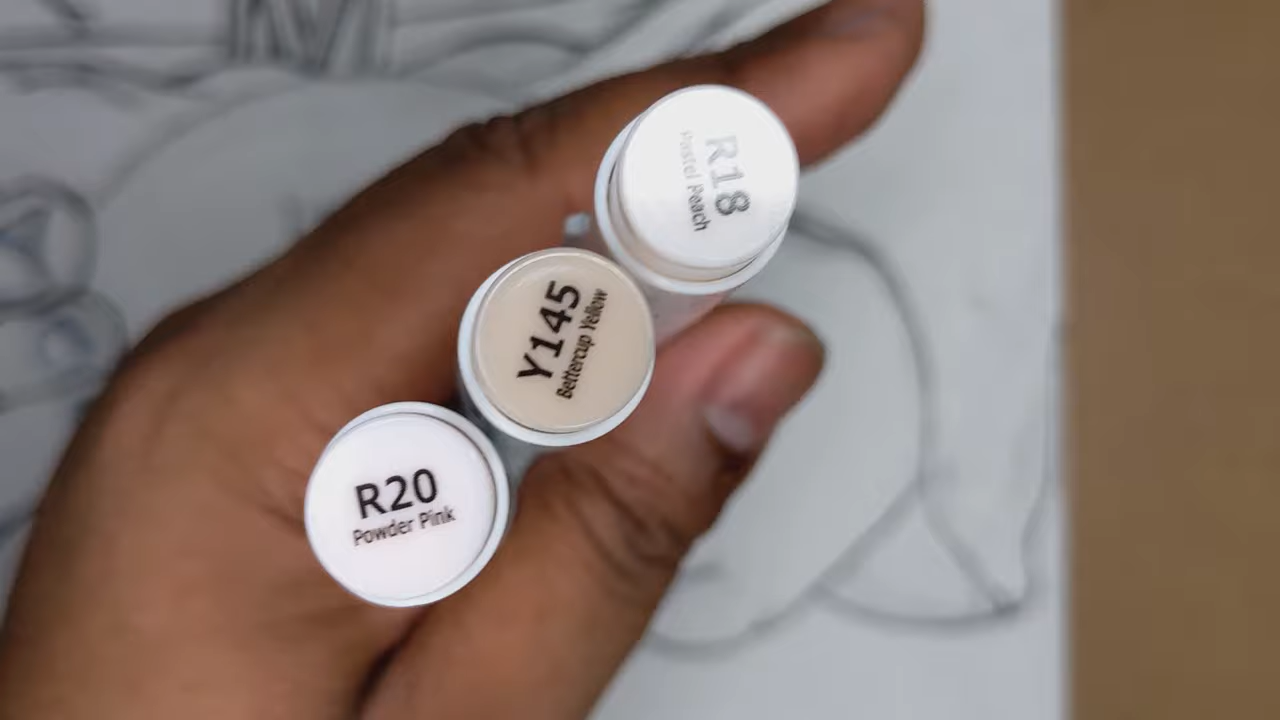 R18
Pastel Peach
Y145
Bettercup Yellow
R20
Powder Pink